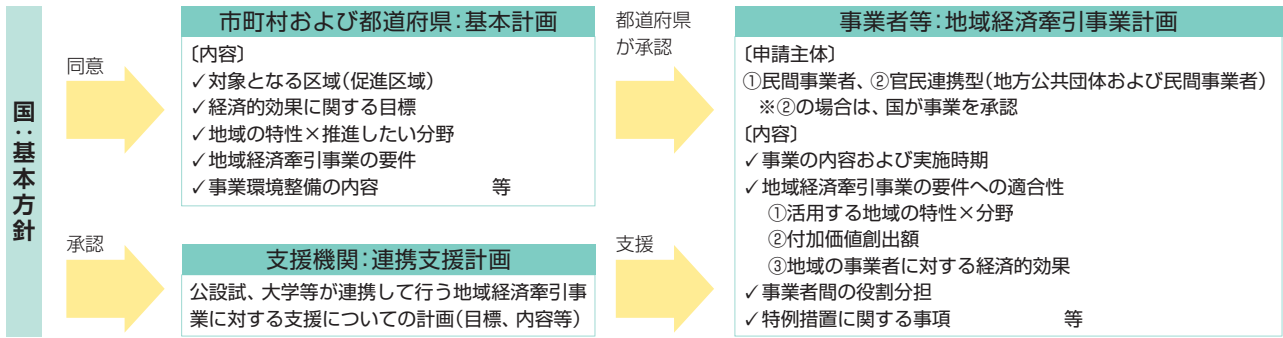 国：基本方針
同意
市町村および都道府県：基本計画
〔内容〕
✓対象となる区域（促進区域）
✓経済的効果に関する目標
✓地域の特性×推進したい分野
✓地域経済牽引事業の要件
✓事業環境整備の内容　　　　　等
承認
支援機関：連携支援計画
公設試、大学等が連携して行う地域経済牽引事
業に対する支援についての計画（目標、内容等）
都道府県
が承認
支援
事業者等：地域経済牽引事業計画
〔申請主体〕
①民間事業者、②官民連携型（地方公共団体および民間事業者）
※②の場合は、国が事業を承認
〔内容〕
✓事業の内容および実施時期
✓地域経済牽引事業の要件への適合性
①活用する地域の特性×分野
②付加価値創出額
③地域の事業者に対する経済的効果
✓事業者間の役割分担
✓特例措置に関する事項　　　　　等